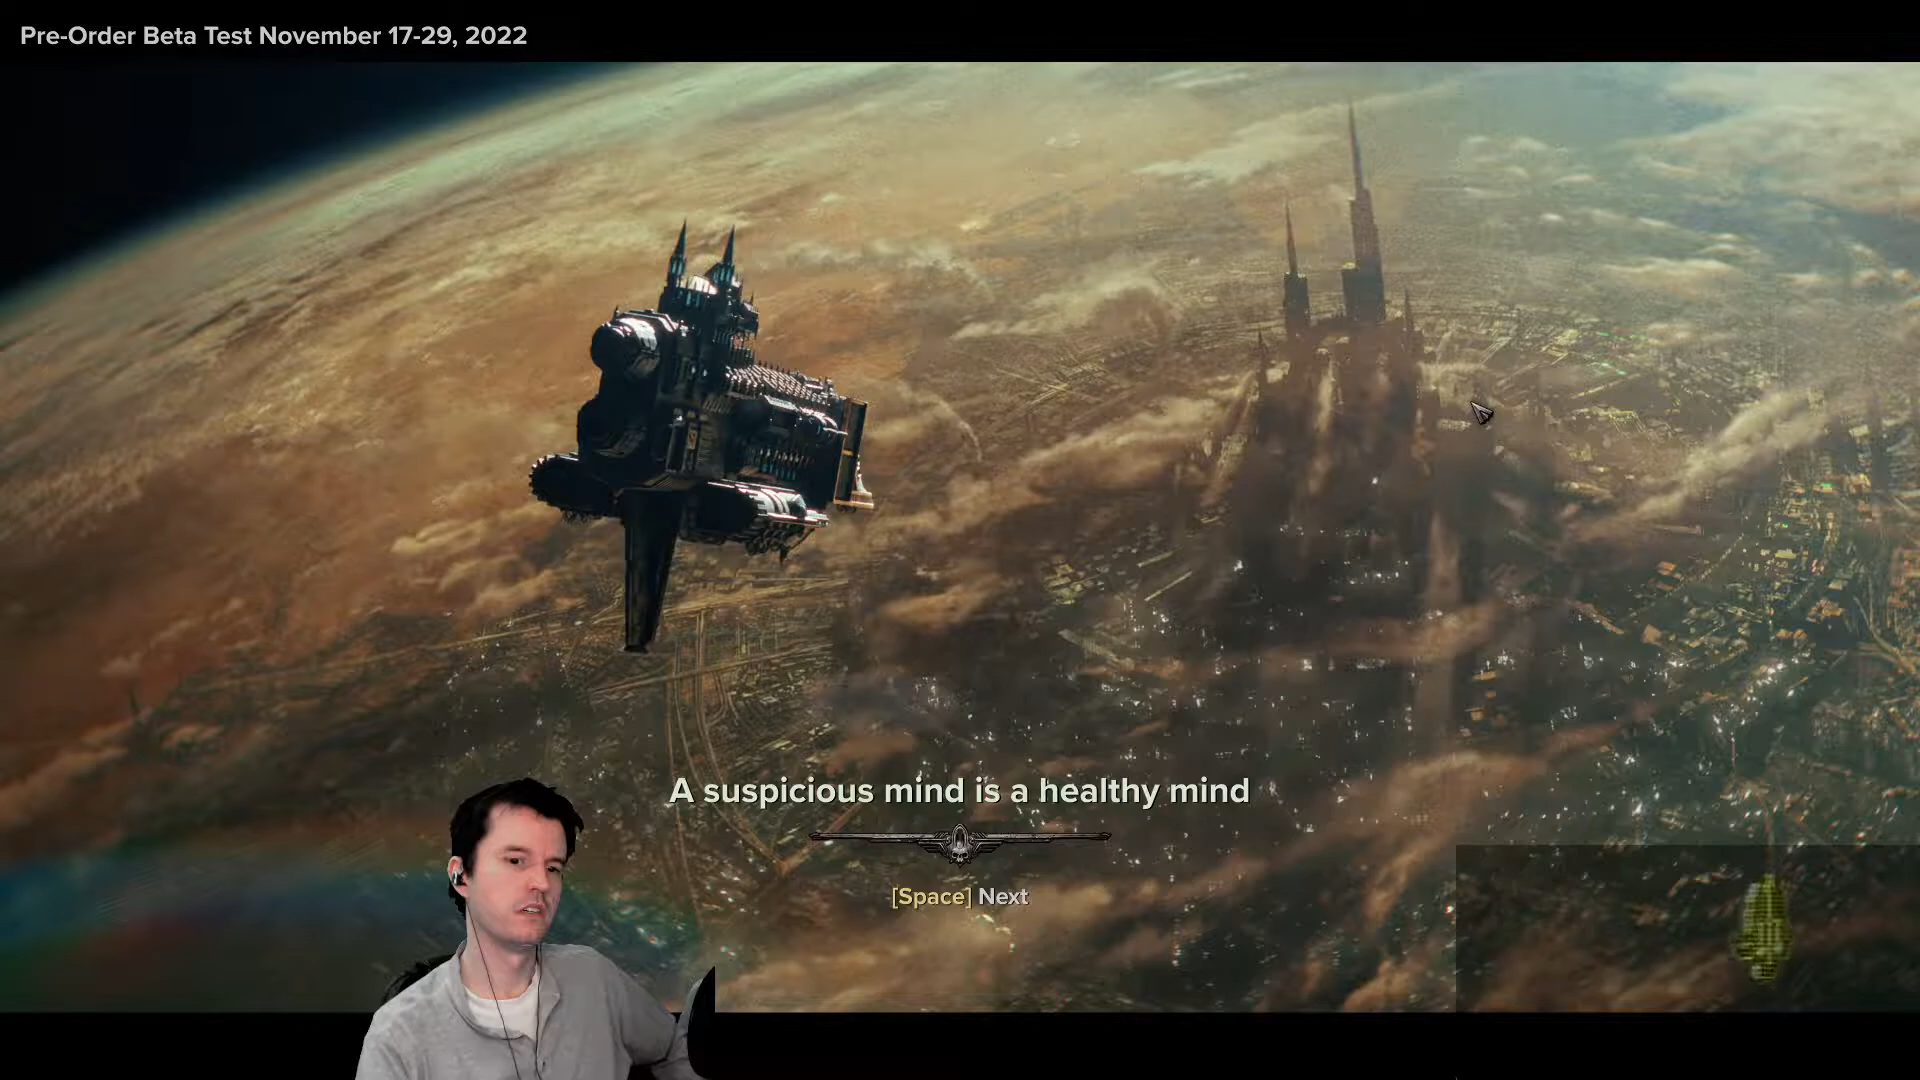 Pre-Order Beta Test November 17-29, 2022
A suspicious mind is a healthy mind
[Space] Next